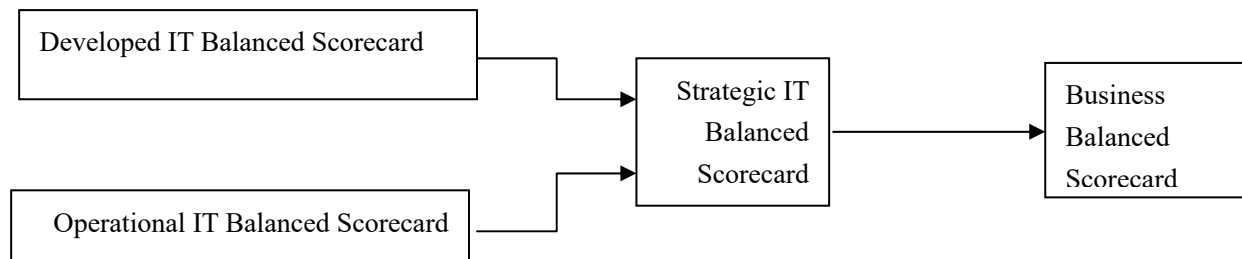 Developed IT Balanced Scorecard
Operational IT Balanced Scorecard
Strategic IT
Balanced
Scorecard
Business
Balanced
Scorecard